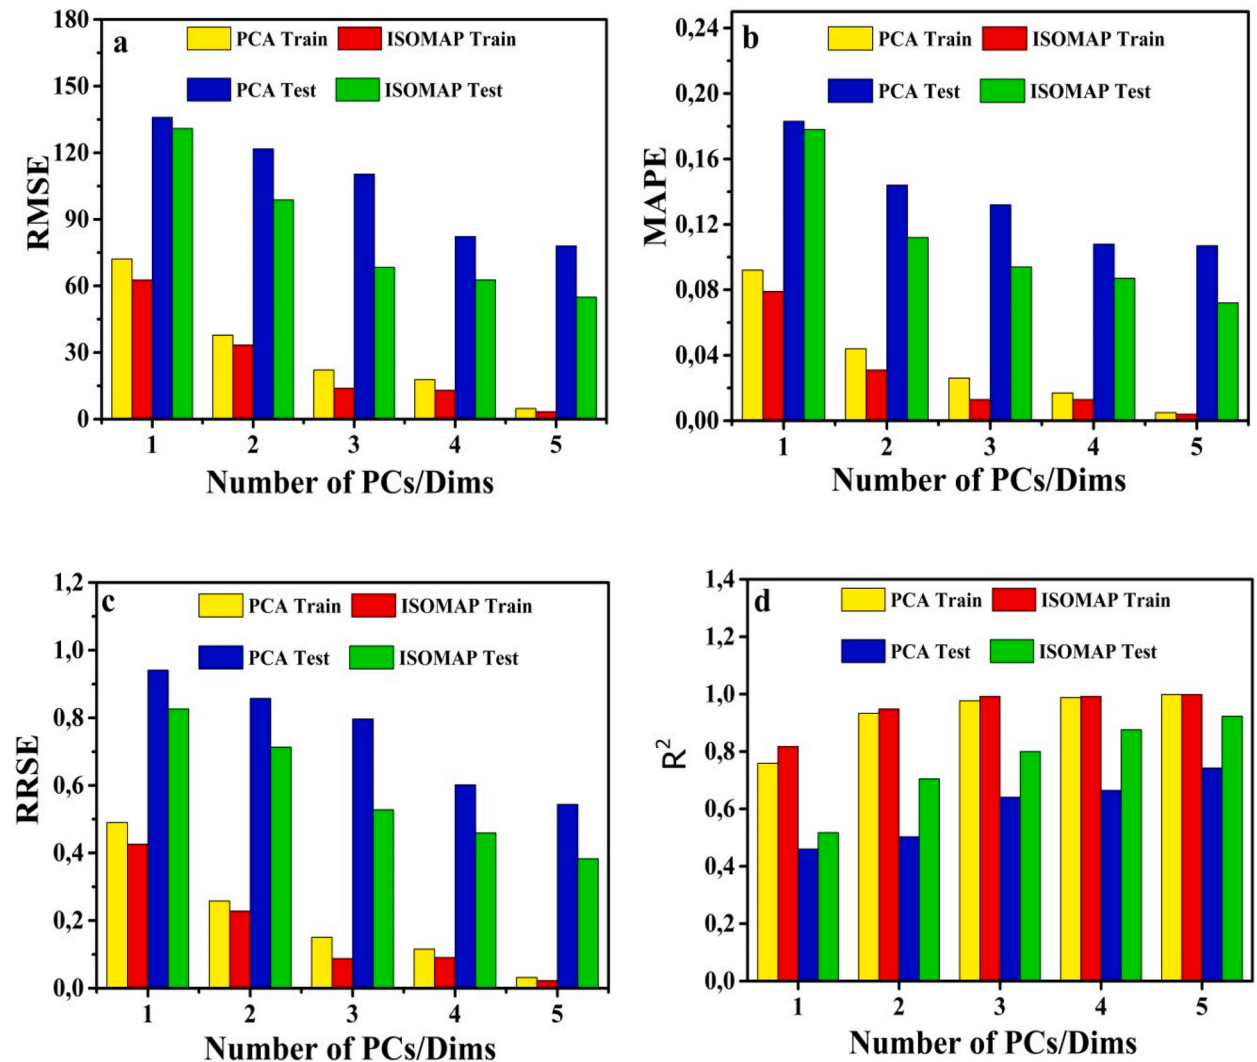 a
PCA Train
ISOMAP Train
PCA Test
ISOMAP Test
180
150
120
90
60
30
0
RMSE
1 2 3 4 5
Number of PCs/Dims
b
PCA Train
ISOMAP Train
PCA Test
ISOMAP Test
0,24
0,20
0,16
0,12
0,08
0,04
0,00
MAPE
1 2 3 4 5
Number of PCs/Dims
c
PCA Train
ISOMAP Train
PCA Test
ISOMAP Test
1,2
1,0
0,8
0,6
0,4
0,2
0,0
RRSE
1 2 3 4 5
Number of PCs/Dims
d
PCA Train
ISOMAP Train
PCA Test
ISOMAP Test
1,4
1,2
1,0
0,8
0,6
0,4
0,2
0,0
R²
1 2 3 4 5
Number of PCs/Dims